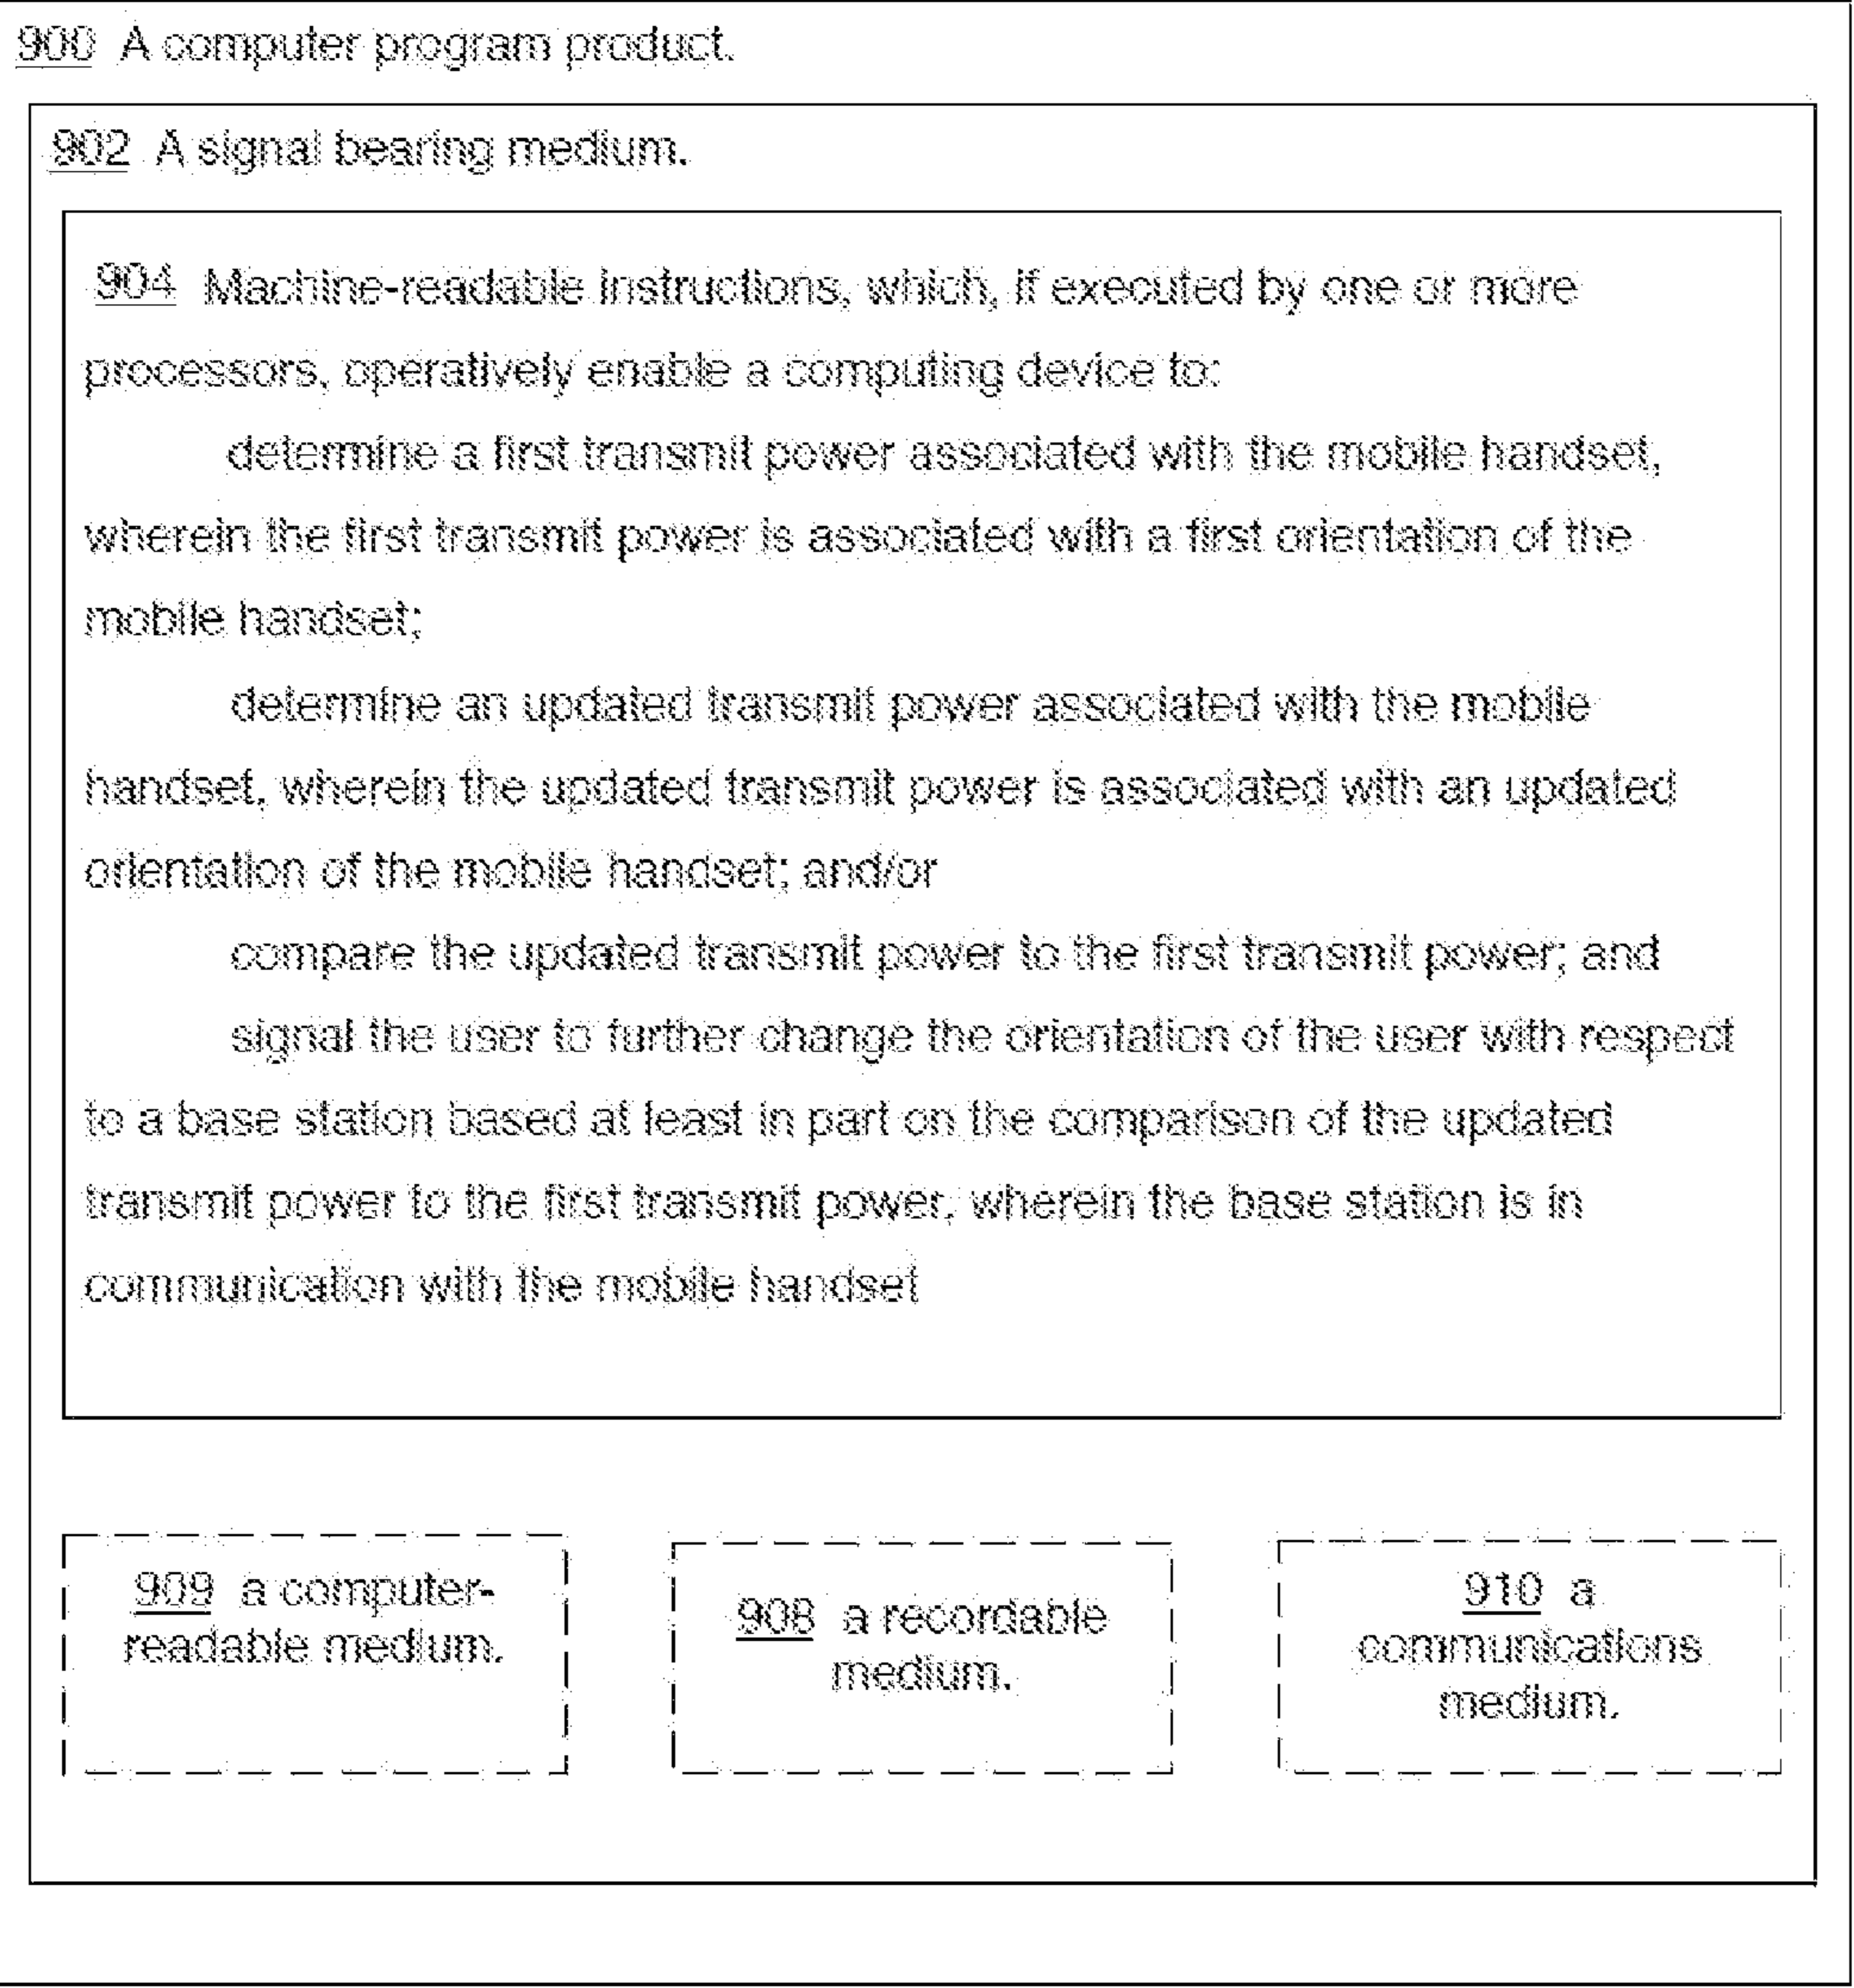 900 A computer program product.
902 A signal bearing medium.
904 Machine-readable instructions, which, if executed by one or more
processors, operatively enable a computing device to:
determine a first transmit power associated with the mobile handset,
wherein the first transmit power is associated with a first orientation of the
mobile handset;
determine an updated transmit power associated with the mobile
handset, wherein the updated transmit power is associated with an updated
orientation of the mobile handset; and/or
compare the updated transmit power to the first transmit power; and
signal the user to further change the orientation of the user with respect
to a base station based at least in part on the comparison of the updated
transmit power to the first transmit power, wherein the base station is in
communication with the mobile handset
909 a computer-
readable medium.
908 a recordable
medium.
910 a
communications
medium.